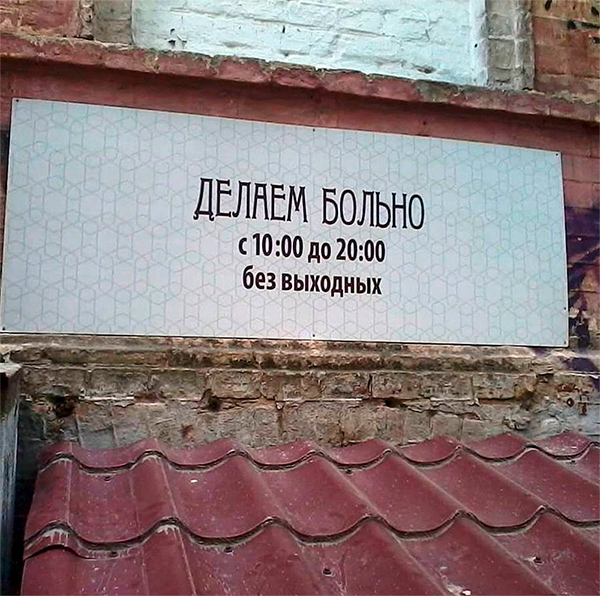 ДЕЛАЕМ БОЛЬНО
с 10:00 до 20:00
без выходных